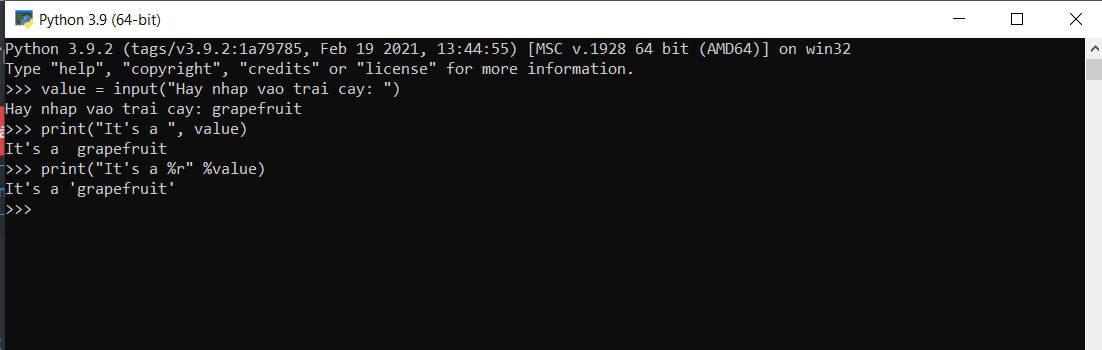 Python 3.9 (64-bit)
Python 3.9.2 (tags/v3.9.2:1a79785, Feb 19 2021, 13:44:55) [MSC v.1928 64 bit (AMD64)] on win32
Type "help", "copyright", "credits" or "license" for more information.
>>> value = input("Hay nhap vao trai cay: ")
Hay nhap vao trai cay: grapefruit
>>> print("It's a ", value)
It's a  grapefruit
>>> print("It's a %r" %value)
It's a 'grapefruit'
>>>